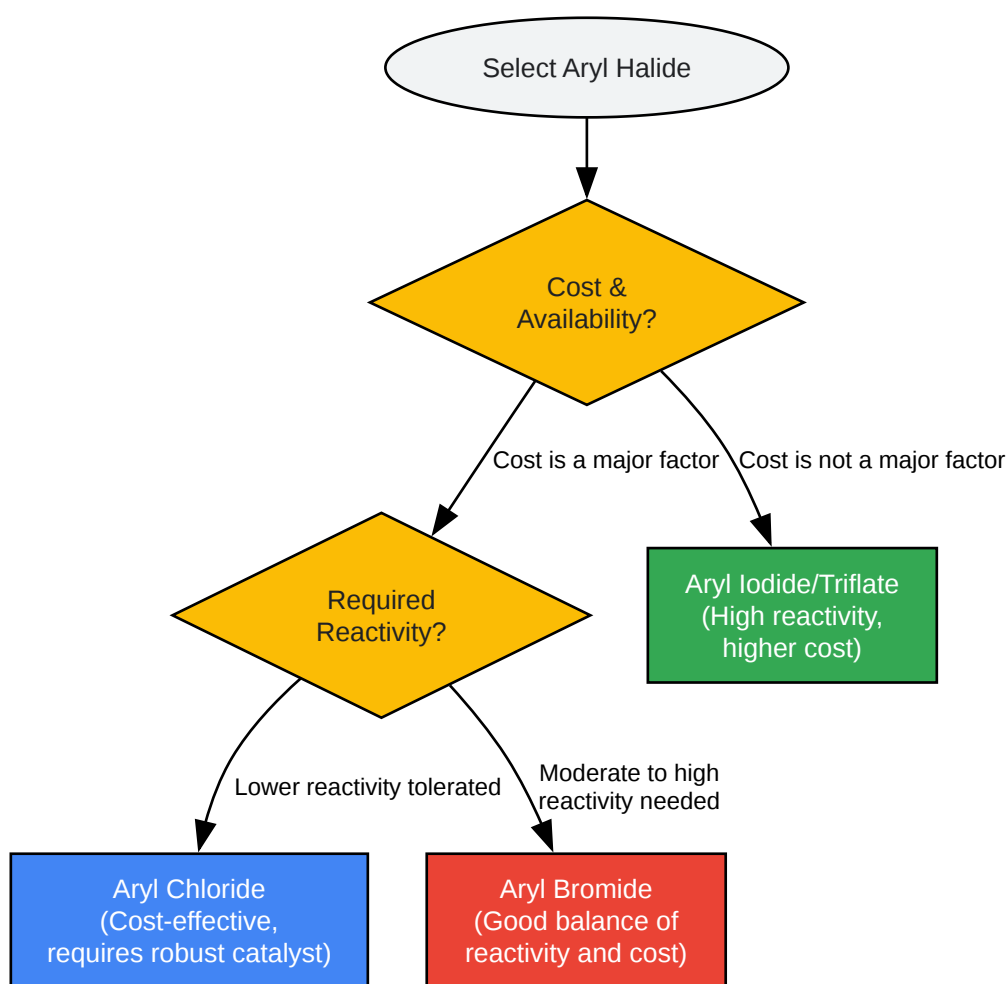 Select Aryl Halide
Cost &
Availability?
Cost is a major factor
Cost is not a major factor
Required
Reactivity?
Aryl Iodide/Triflate
(High reactivity,
higher cost)
Lower reactivity tolerated
Moderate to high
reactivity needed
Aryl Chloride
(Cost-effective,
requires robust catalyst)
Aryl Bromide
(Good balance of
reactivity and cost)